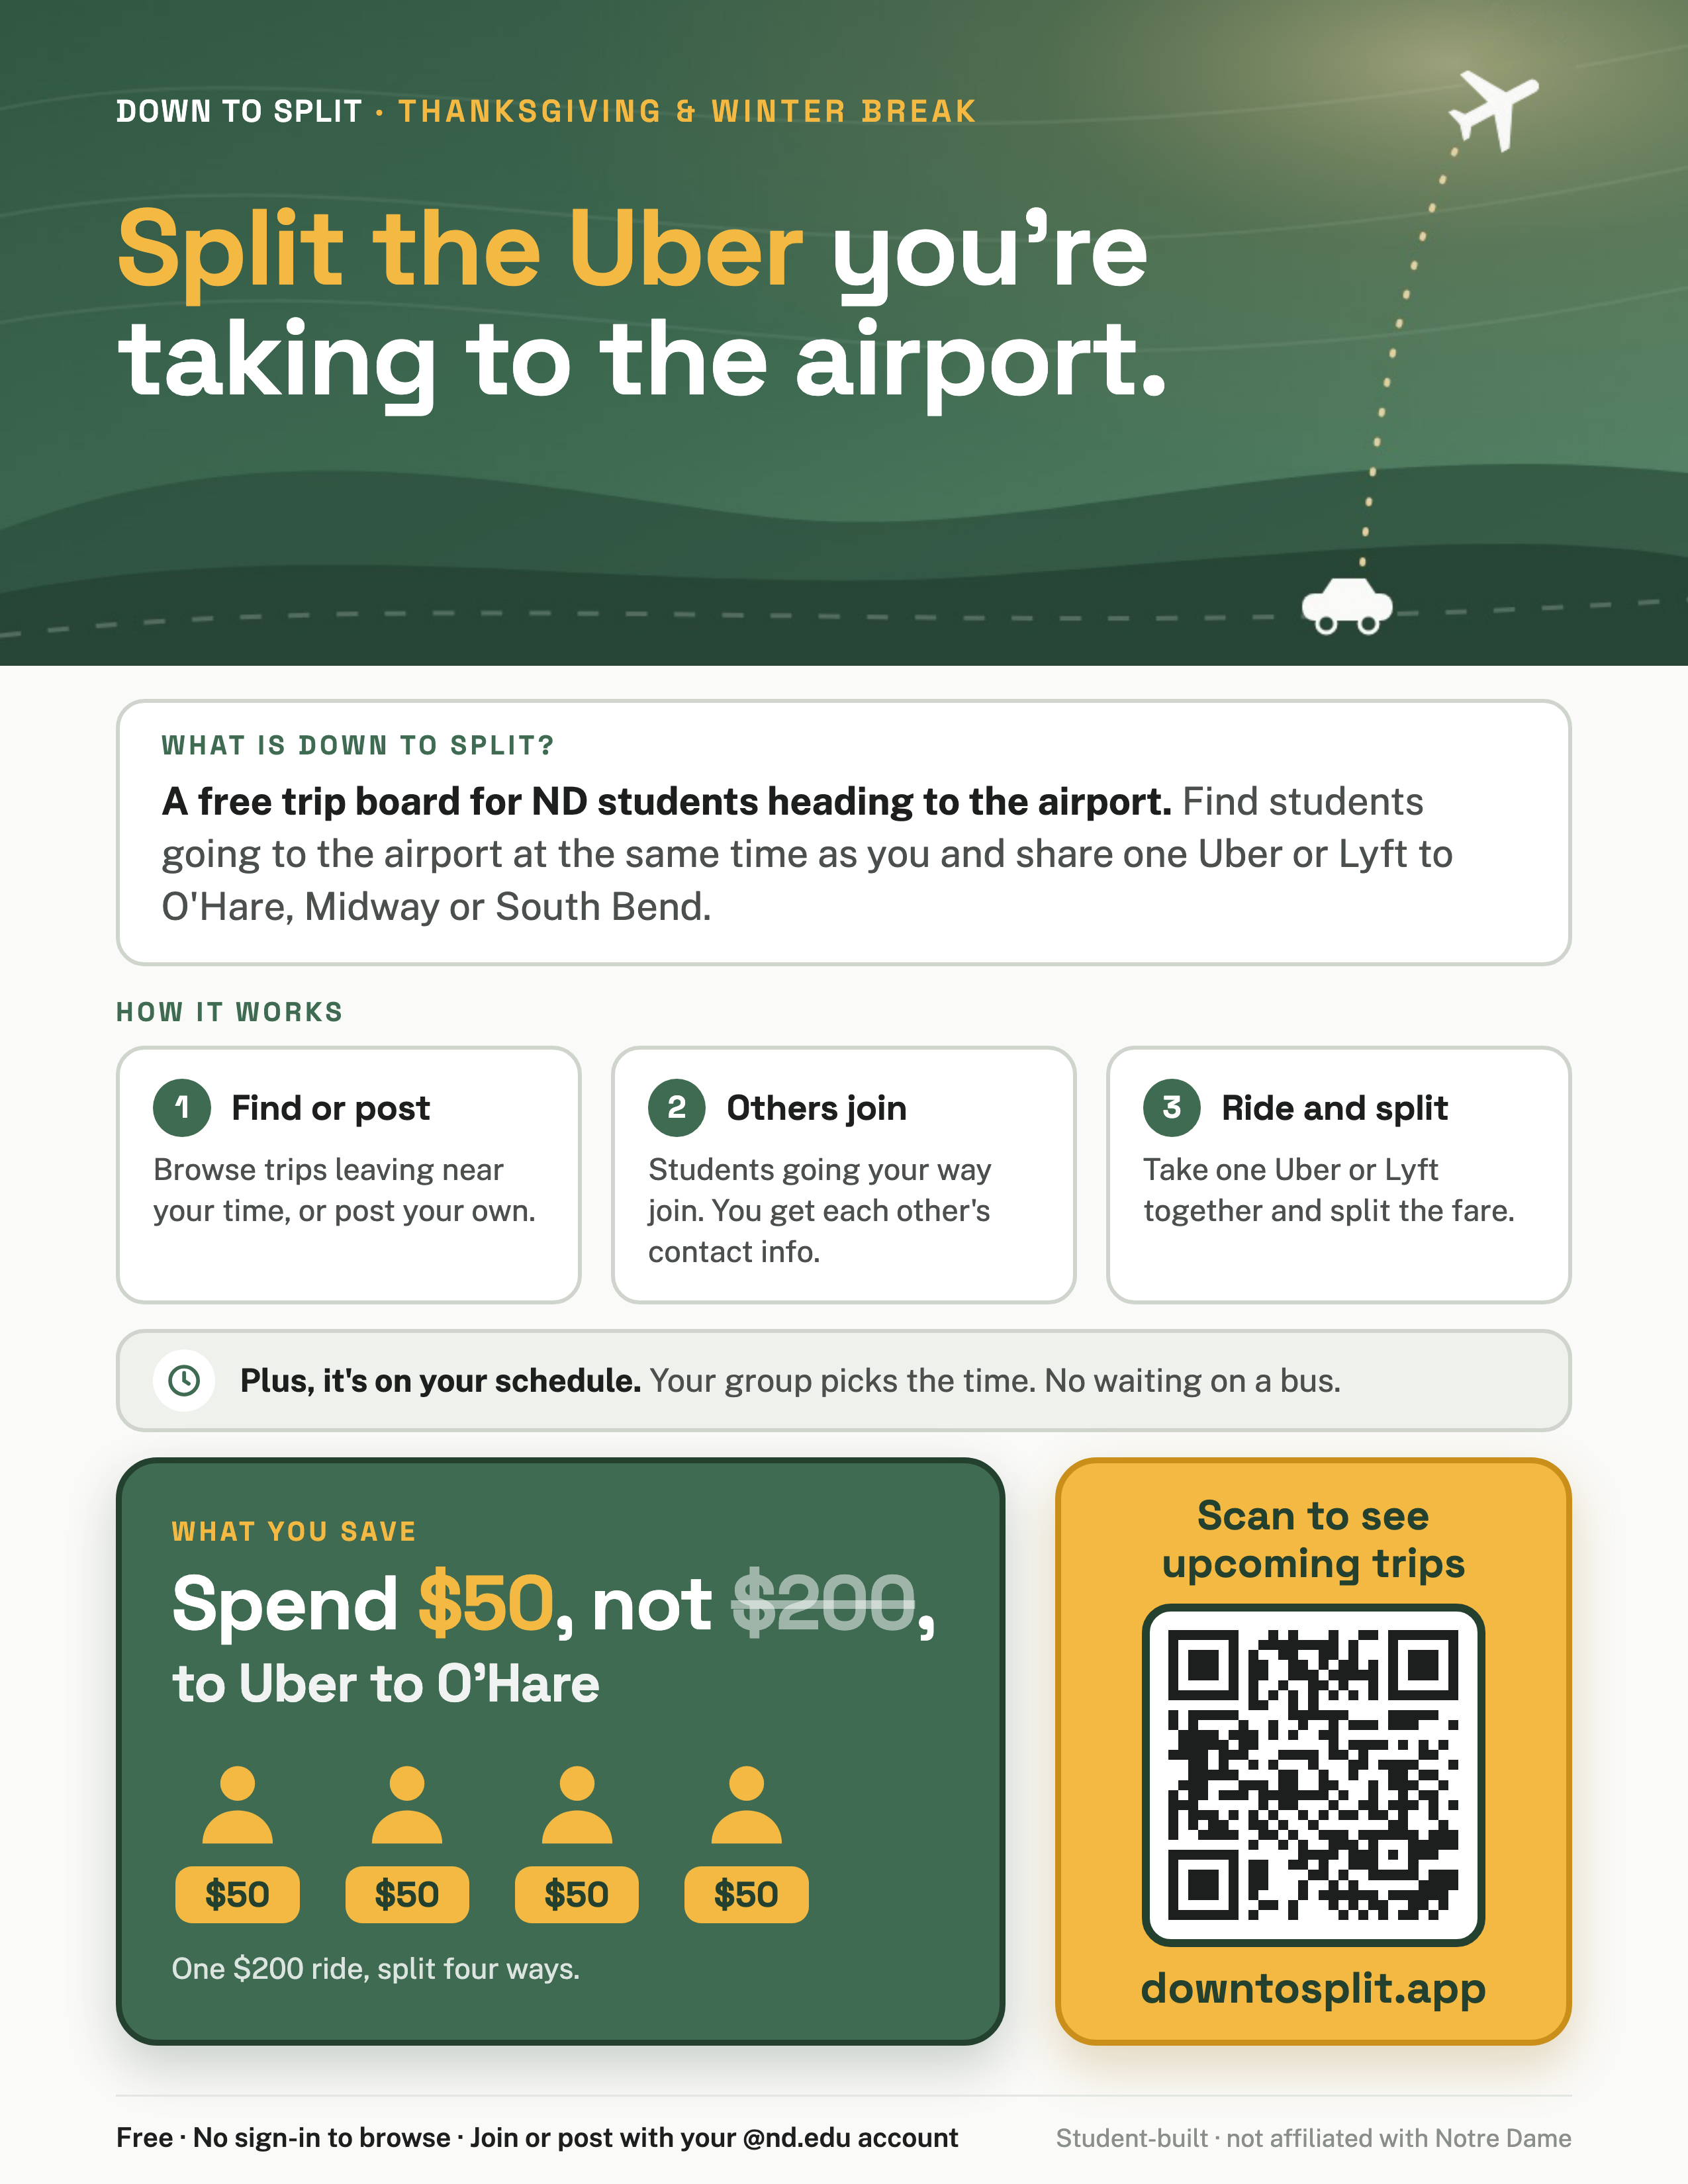 DOWN TO SPLIT · THANKSGIVING & WINTER BREAK
Split the Uber you’re
taking to the airport.
WHAT IS DOWN TO SPLIT?
A free trip board for ND students heading to the airport. Find students
going to the airport at the same time as you and share one Uber or Lyft to
O'Hare, Midway or South Bend.
HOW IT WORKS
1 Find or post
Browse trips leaving near
your time, or post your own.
2 Others join
Students going your way
join. You get each other's
contact info.
3 Ride and split
Take one Uber or Lyft
together and split the fare.
Plus, it's on your schedule. Your group picks the time. No waiting on a bus.
WHAT YOU SAVE
Spend $50, not $200,
to Uber to O’Hare
$50 $50 $50 $50
One $200 ride, split four ways.
Scan to see
upcoming trips
downtosplit.app
Free · No sign-in to browse · Join or post with your @nd.edu account
Student-built · not affiliated with Notre Dame